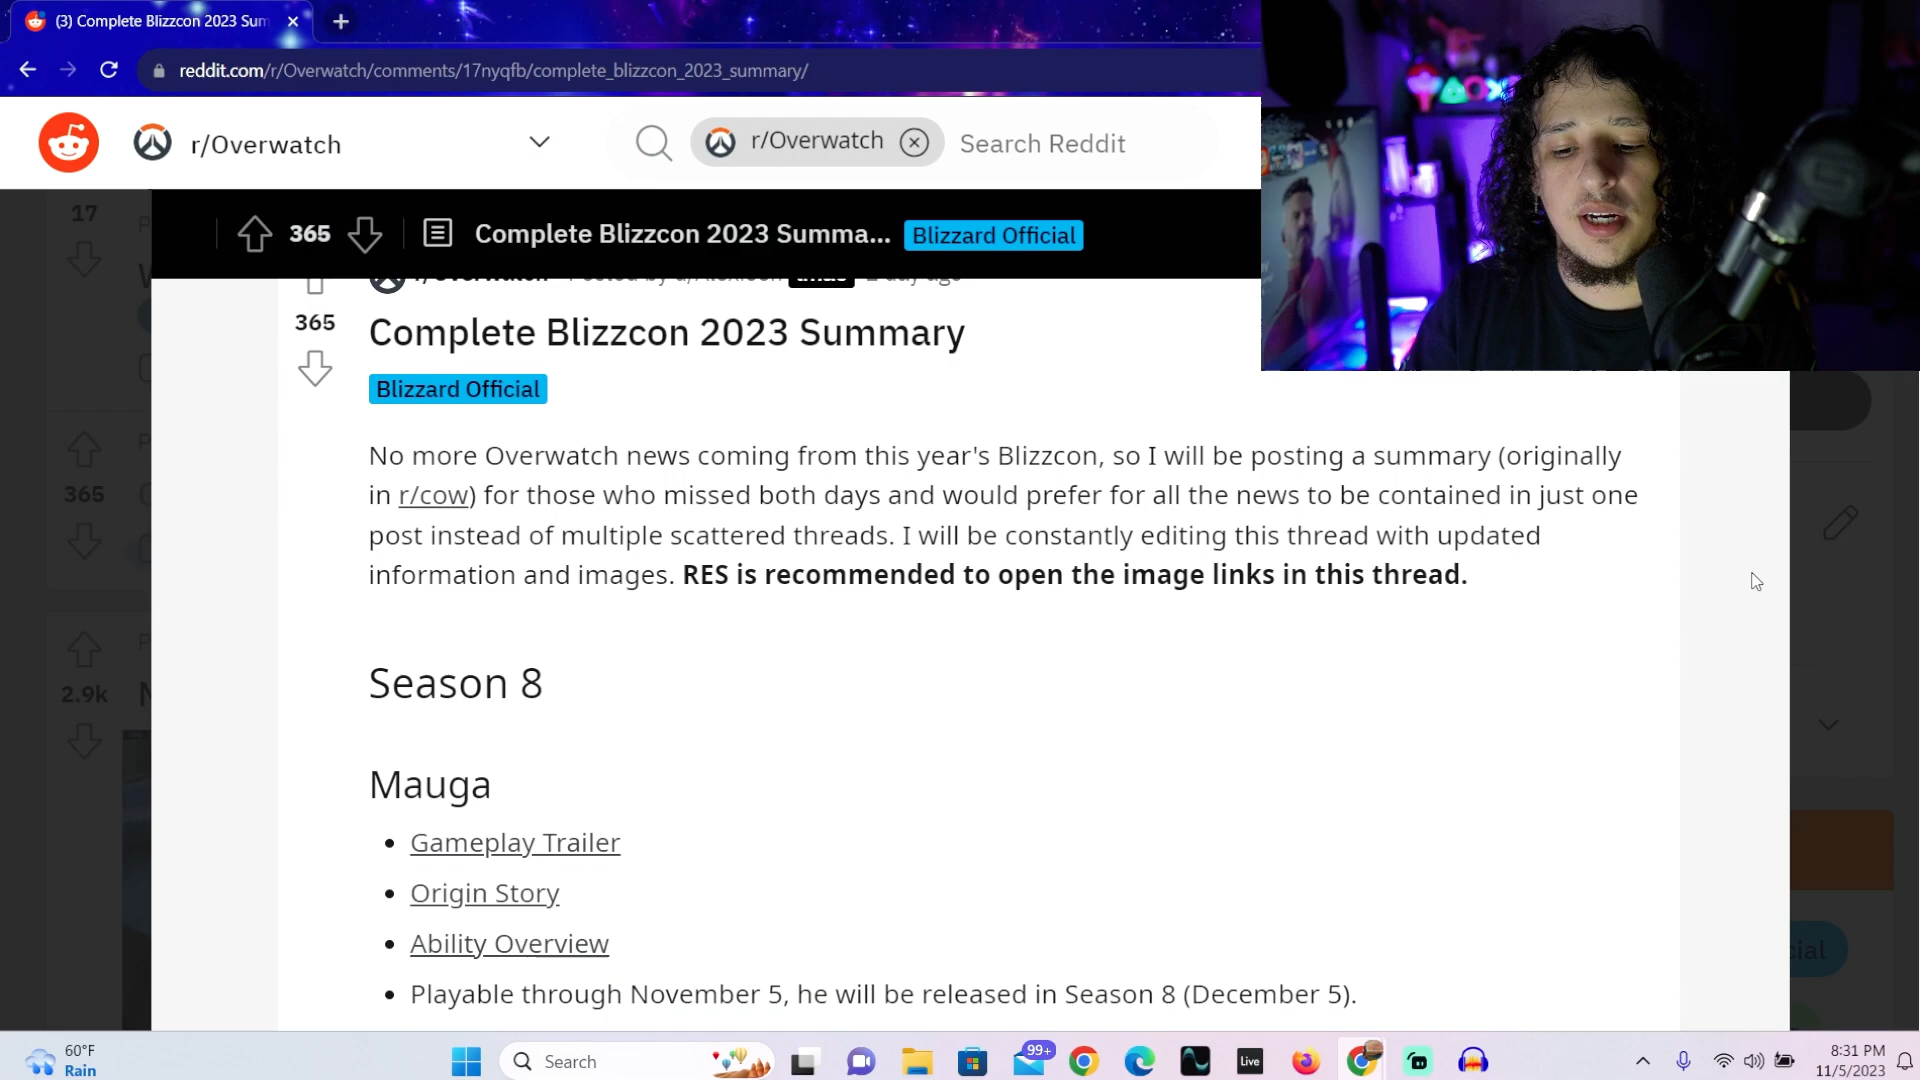 (3) Complete Blizzcon 2023 Sum
reddit.com/r/Overwatch/comments/17nyqfb/complete_blizzcon_2023_summary/
r/Overwatch
r/Overwatch
Search Reddit
365
Complete Blizzcon 2023 Summa...
Blizzard Official
17
365
Complete Blizzcon 2023 Summary
Blizzard Official
No more Overwatch news coming from this year's Blizzcon, so I will be posting a summary (originally
in r/cow) for those who missed both days and would prefer for all the news to be contained in just one
post instead of multiple scattered threads. I will be constantly editing this thread with updated
information and images. RES is recommended to open the image links in this thread.
365
2.9k
Season 8
Mauga
• Gameplay Trailer
• Origin Story
• Ability Overview
• Playable through November 5, he will be released in Season 8 (December 5).
cial
60°F
Rain
Search
99+
Live
8:31 PM
11/5/2023